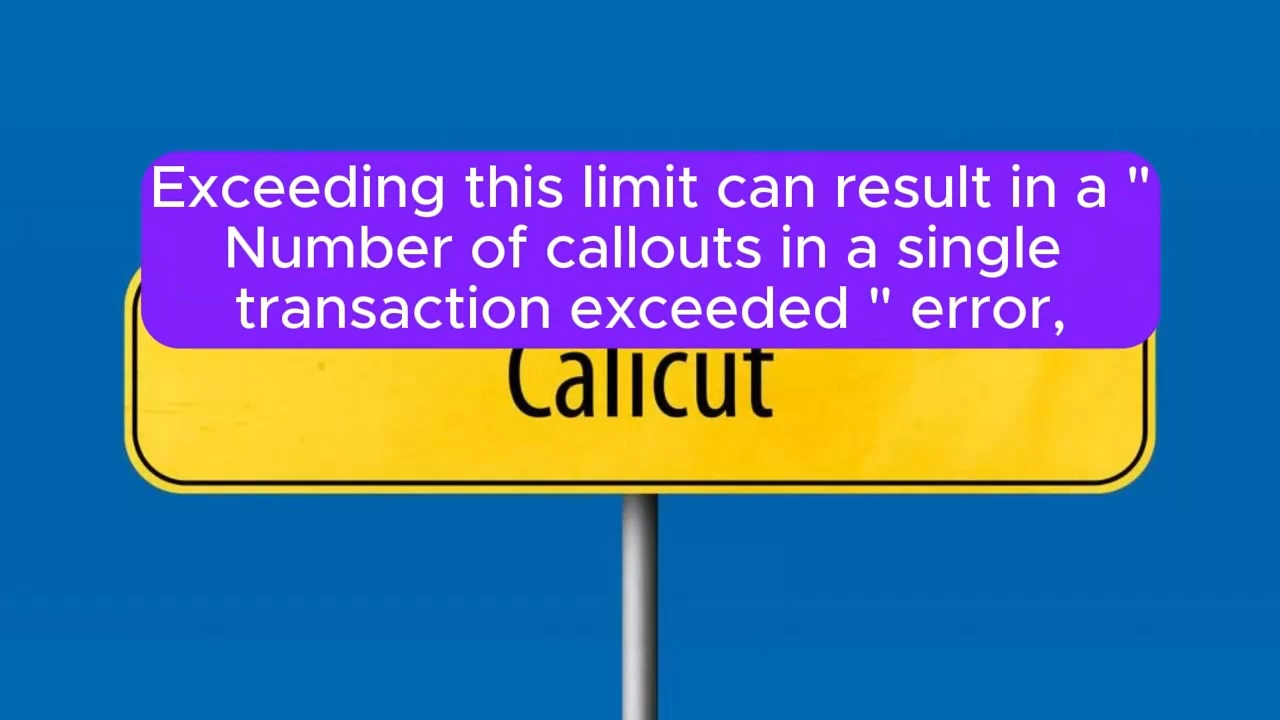 Exceeding this limit can result in a "
Number of callouts in a single
transaction exceeded " error,
Calicut